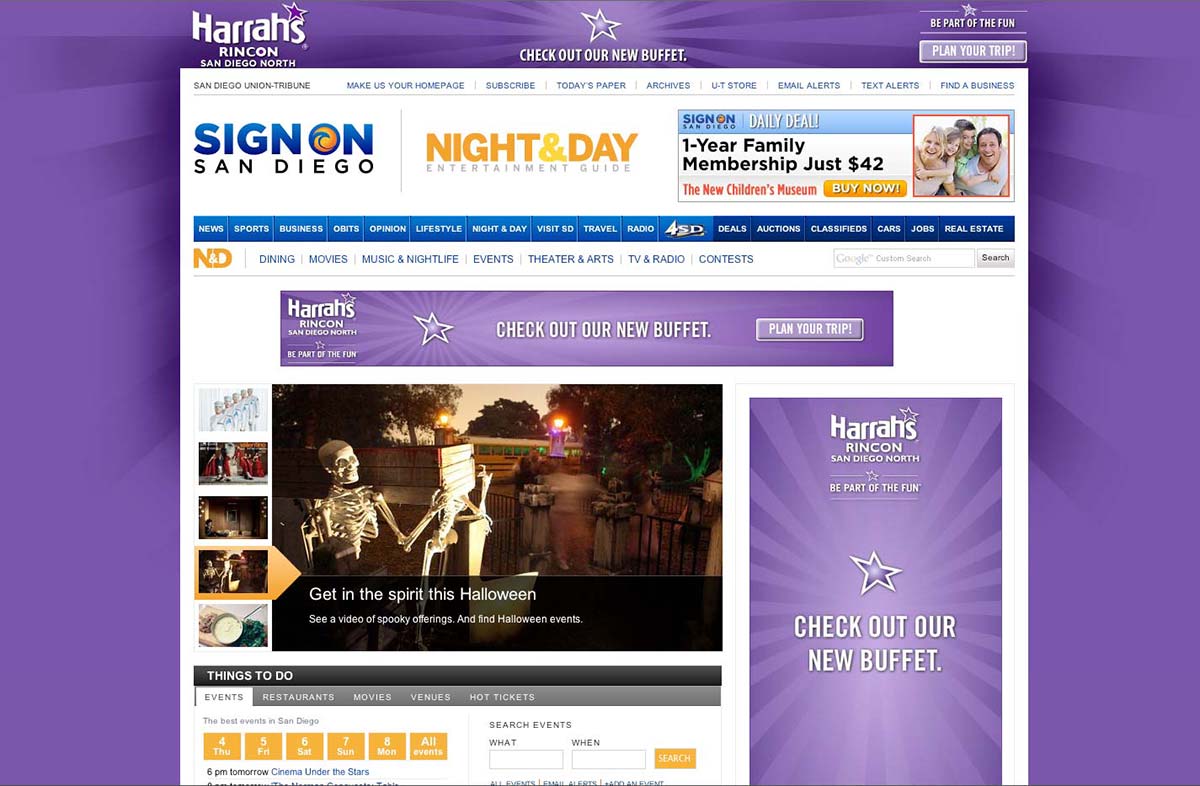 Harrah's
RINCON
SAN DIEGO NORTH
CHECK OUT OUR NEW BUFFET.
BE PART OF THE FUN
PLAN YOUR TRIP!
SAN DIEGO UNION-TRIBUNE
MAKE US YOUR HOMEPAGE | SUBSCRIBE | TODAY'S PAPER | ARCHIVES | U-T STORE | EMAIL ALERTS | TEXT ALERTS | FIND A BUSINESS
SIGN ON
SAN DIEGO
NIGHT&DAY
ENTERTAINMENT GUIDE
SIGN ON
SAN DIEGO
DAILY DEAL!
1-Year Family
Membership Just $42
The New Children's Museum
BUY NOW!
NEWS SPORTS BUSINESS OBITS OPINION LIFESTYLE NIGHT & DAY VISIT SD TRAVEL RADIO 4SD DEALS AUCTIONS CLASSIFIEDS CARS JOBS REAL ESTATE
N&D
DINING | MOVIES | MUSIC & NIGHTLIFE | EVENTS | THEATER & ARTS | TV & RADIO | CONTESTS
Google™ Custom Search
Search
Harrah's
RINCON
SAN DIEGO NORTH
BE PART OF THE FUN™
CHECK OUT OUR NEW BUFFET.
PLAN YOUR TRIP!
Get in the spirit this Halloween
See a video of spooky offerings. And find Halloween events.
Harrah's
RINCON
SAN DIEGO NORTH
BE PART OF THE FUN™
CHECK OUT OUR
NEW BUFFET.
THINGS TO DO
EVENTS RESTAURANTS MOVIES VENUES HOT TICKETS
The best events in San Diego
4 Thu
5 Fri
6 Sat
7 Sun
8 Mon
All events
6 pm tomorrow Cinema Under the Stars
SEARCH EVENTS
WHAT
WHEN
SEARCH
ALL EVENTS | EMAIL ALERTS | +ADD AN EVENT